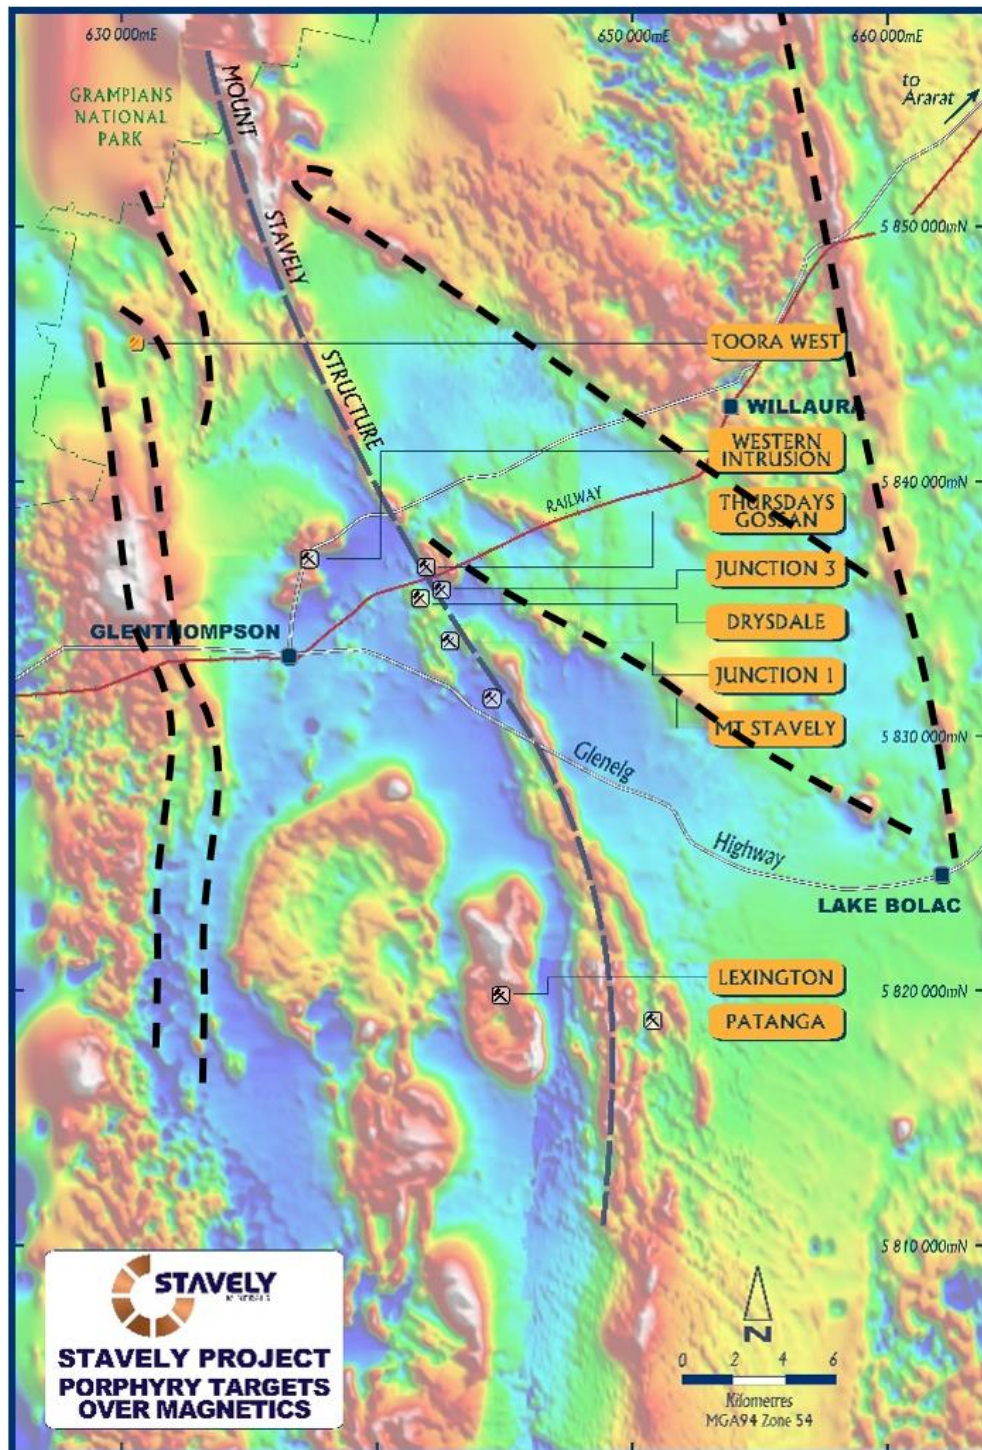 630 000mE
650 000mE
660 000mE
to
Ararat
GRAMPIANS
NATIONAL
PARK
MOUNT
STAVELY
STRUCTURE
5 850 000mN
TOORA WEST
WILLAURA
WESTERN
INTRUSION
5 840 000mN
RAILWAY
THURSDAYS
GOSSAN
JUNCTION 3
GLENTHOMPSON
DRYSDALE
JUNCTION 1
MT STAVELY
5 830 000mN
Glenelg
Highway
LAKE BOLAC
LEXINGTON
5 820 000mN
PATANGA
5 810 000mN
STAVELY
MINERALS
STAVELY PROJECT
PORPHYRY TARGETS
OVER MAGNETICS
N
0 2 4 6
Kilometres
MGA94 Zone 54